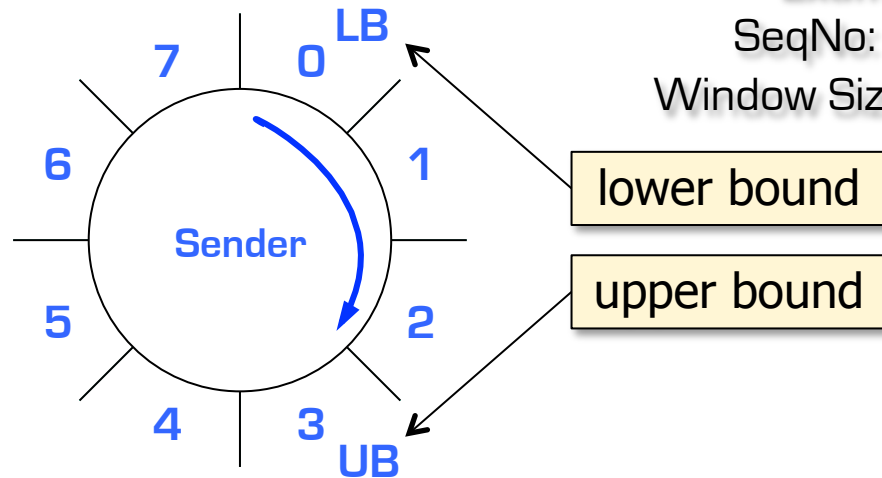 SeqNo:
Window Siz
LB
0
7
1
6
lower bound
Sender
upper bound
5
2
4
3
UB